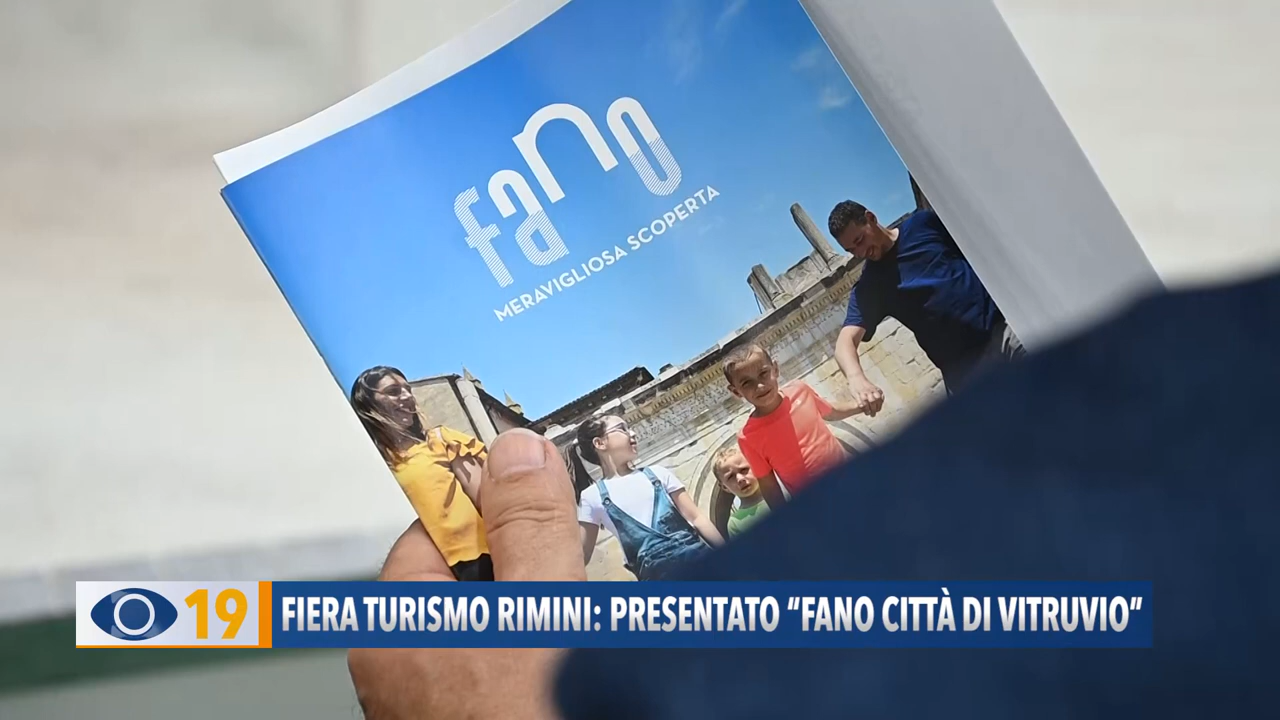 fano
MERAVIGLIOSA SCOPERTA
19 FIERA TURISMO RIMINI: PRESENTATO “FANO CITTÀ DI VITRUVIO”